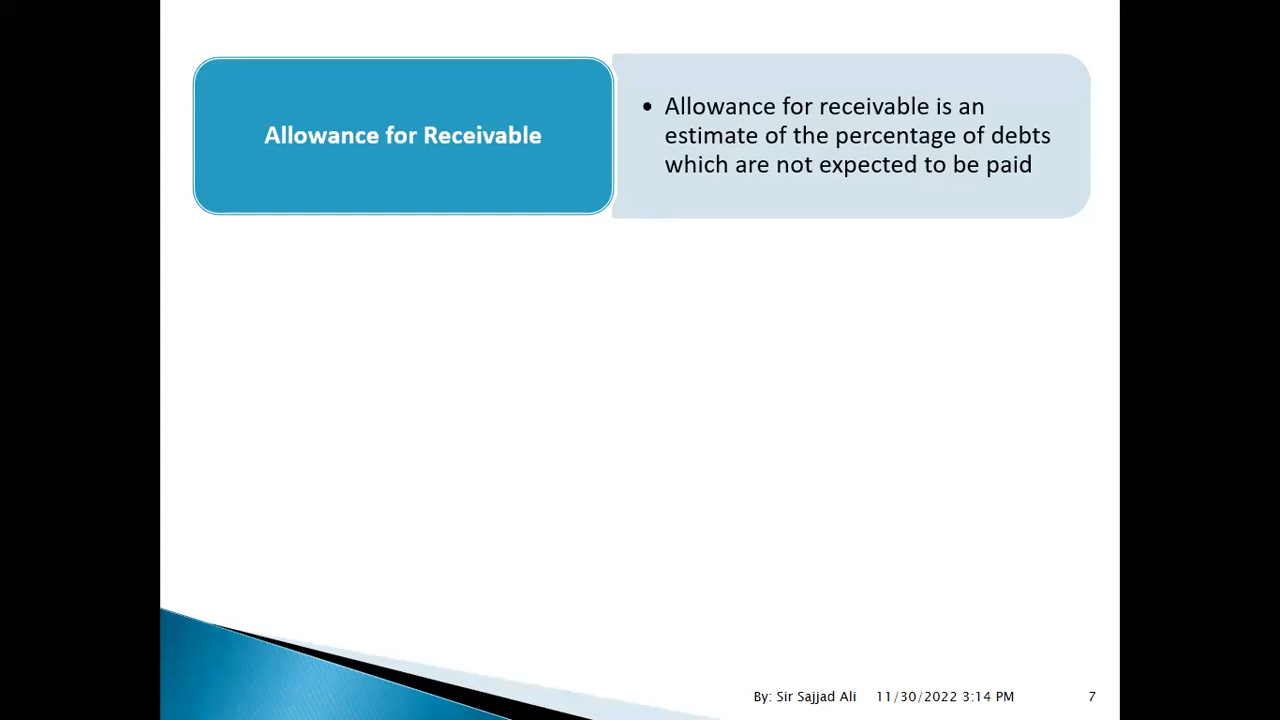 Allowance for Receivable
• Allowance for receivable is an
estimate of the percentage of debts
which are not expected to be paid
By: Sir Sajjad Ali 11/30/2022 3:14 PM 7